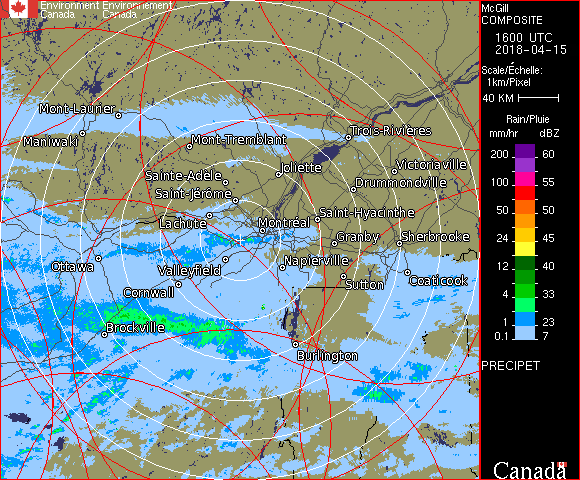 Environment Environnement
Canada Canada
McGill
COMPOSITE
1600 UTC
2018-04-15
Scale/Échelle:
1km/Pixel
40 KM
Rain/Pluie
mm/hr dBZ
200 60
100 55
50 50
24 45
12 40
4 33
1 23
0.1 7
PRECIPET
Canada
Mont-Laurier
Maniwaki
Mont-Tremblant
Trois-Rivières
Joliette
Victoriaville
Sainte-Adèle
Drummondville
Saint-Jérôme
Lachute
Saint-Hyacinthe
Montréal
Granby
Sherbrooke
Ottawa
Valleyfield
Napierville
Coaticook
Sutton
Cornwall
Brockville
Burlington